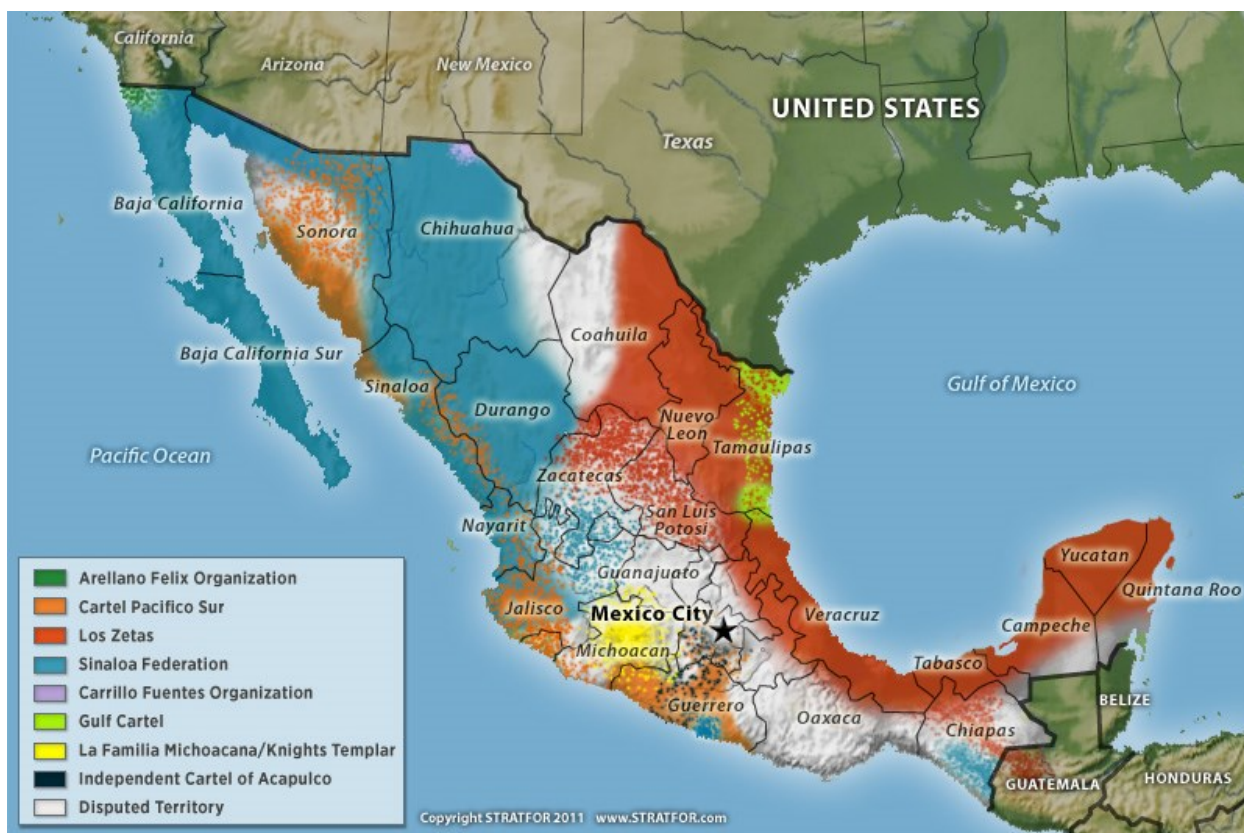 California
Arizona
New Mexico
UNITED STATES
Texas
Baja California
Sonora
Chihuahua
Coahuila
Baja California Sur
Sinaloa
Durango
Nuevo
Leon
Tamaulipas
Gulf of Mexico
Pacific Ocean
Zacatecas
San Luis
Potosi
Nayarit
Guanajuato
Yucatan
Quintana Roo
Jalisco
Mexico City
Veracruz
Campeche
Michoacan
Tabasco
Guerrero
Oaxaca
Chiapas
BELIZE
GUATEMALA
HONDURAS
Arellano Felix Organization
Cartel Pacifico Sur
Los Zetas
Sinaloa Federation
Carrillo Fuentes Organization
Gulf Cartel
La Familia Michoacana/Knights Templar
Independent Cartel of Acapulco
Disputed Territory
Copyright STRATFOR 2011 www.STRATFOR.com